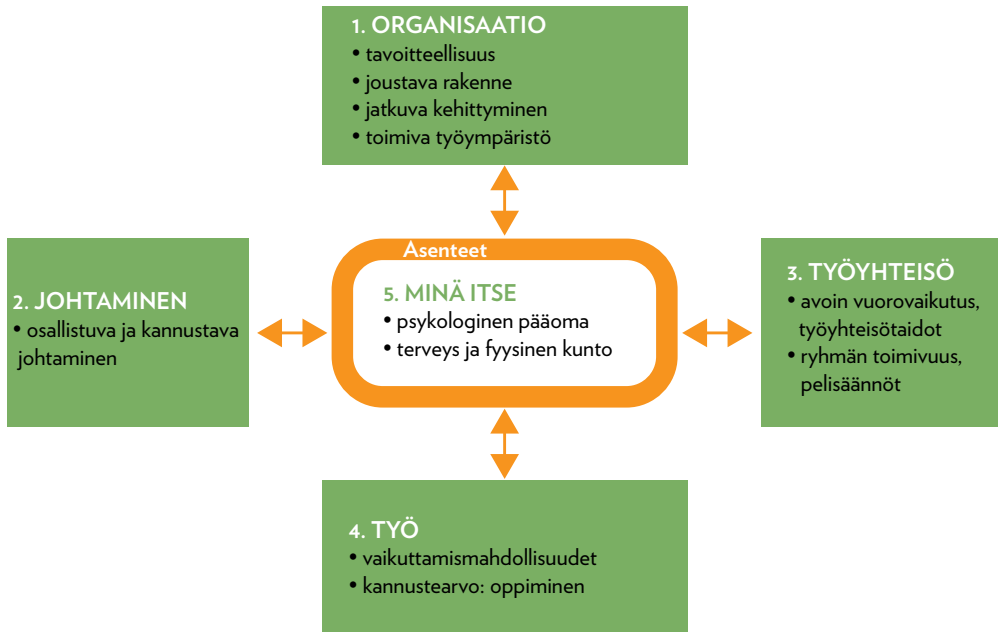 1. ORGANISAATIO
• tavoitteellisuus
• joustava rakenne
• jatkuva kehittyminen
• toimiva työympäristö
2. JOHTAMINEN
• osallistuva ja kannustava
johtaminen
Asenteet
5. MINÄ ITSE
• psykologinen pääoma
• terveys ja fyysinen kunto
3. TYÖYHTEISÖ
• avoin vuorovaikutus,
työyhteisötaidot
• ryhmän toimivuus,
pelisäännöt
4. TYÖ
• vaikuttamismahdollisuudet
• kannustearvo: oppiminen